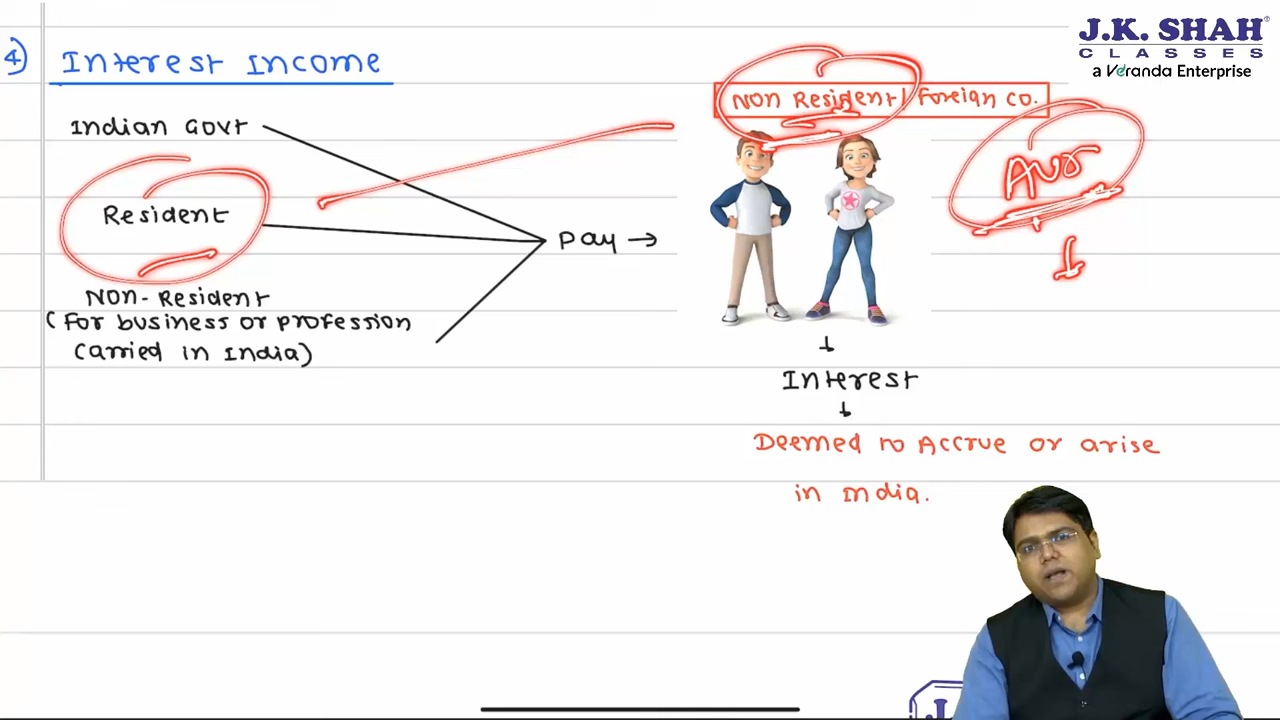 J.K. SHAH
CLASSES
a Veranda Enterprise
4) Interest Income
Non Resident | Foreign Co.
Indian Govt
Resident
Pay →
Non-Resident
(For business or profession
Carried in India)
Interest
Deemed to Accrue or arise
in India.